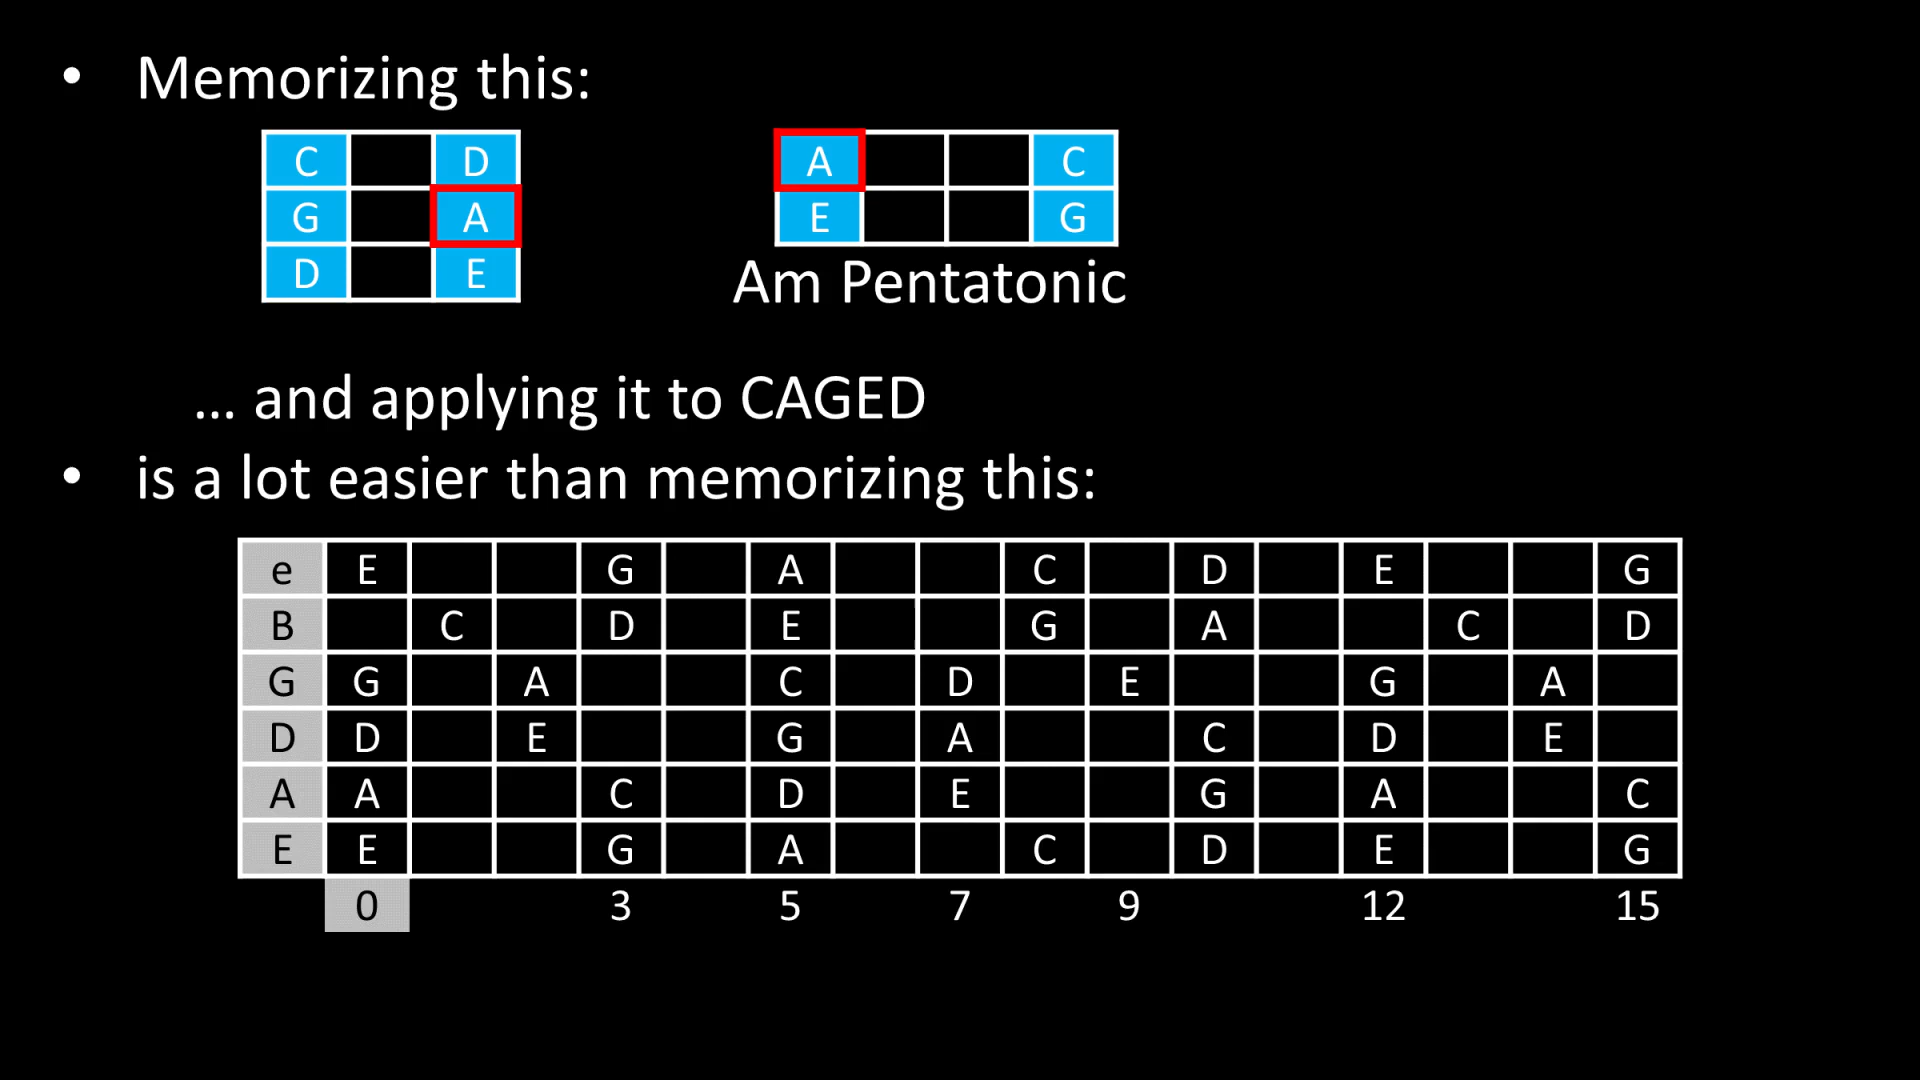 • Memorizing this:
C D A C
G A E G
D E
Am Pentatonic
... and applying it to CAGED
• is a lot easier than memorizing this:
e E G A C D E G
B C D E G A C D
G G A C D E G A
D D E G A C D E
A A C D E G A C
E E G A C D E G
0 3 5 7 9 12 15